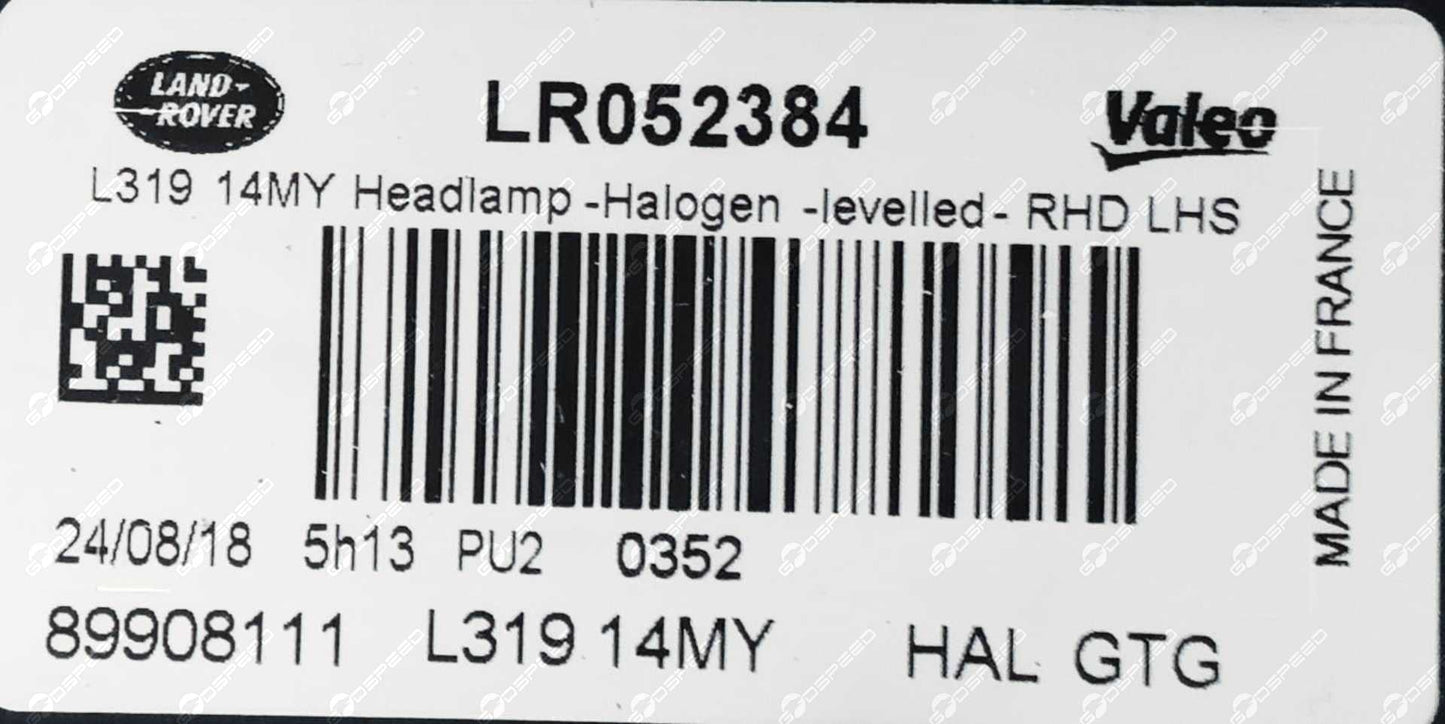 LAND-
ROVER
LR052384
Valeo
L319 14MY Headlamp -Halogen -levelled- RHD LHS
MADE IN FRANCE
24/08/18 5h13 PU2 0352
89908111 L319 14MY HAL GTG
GODSPEED